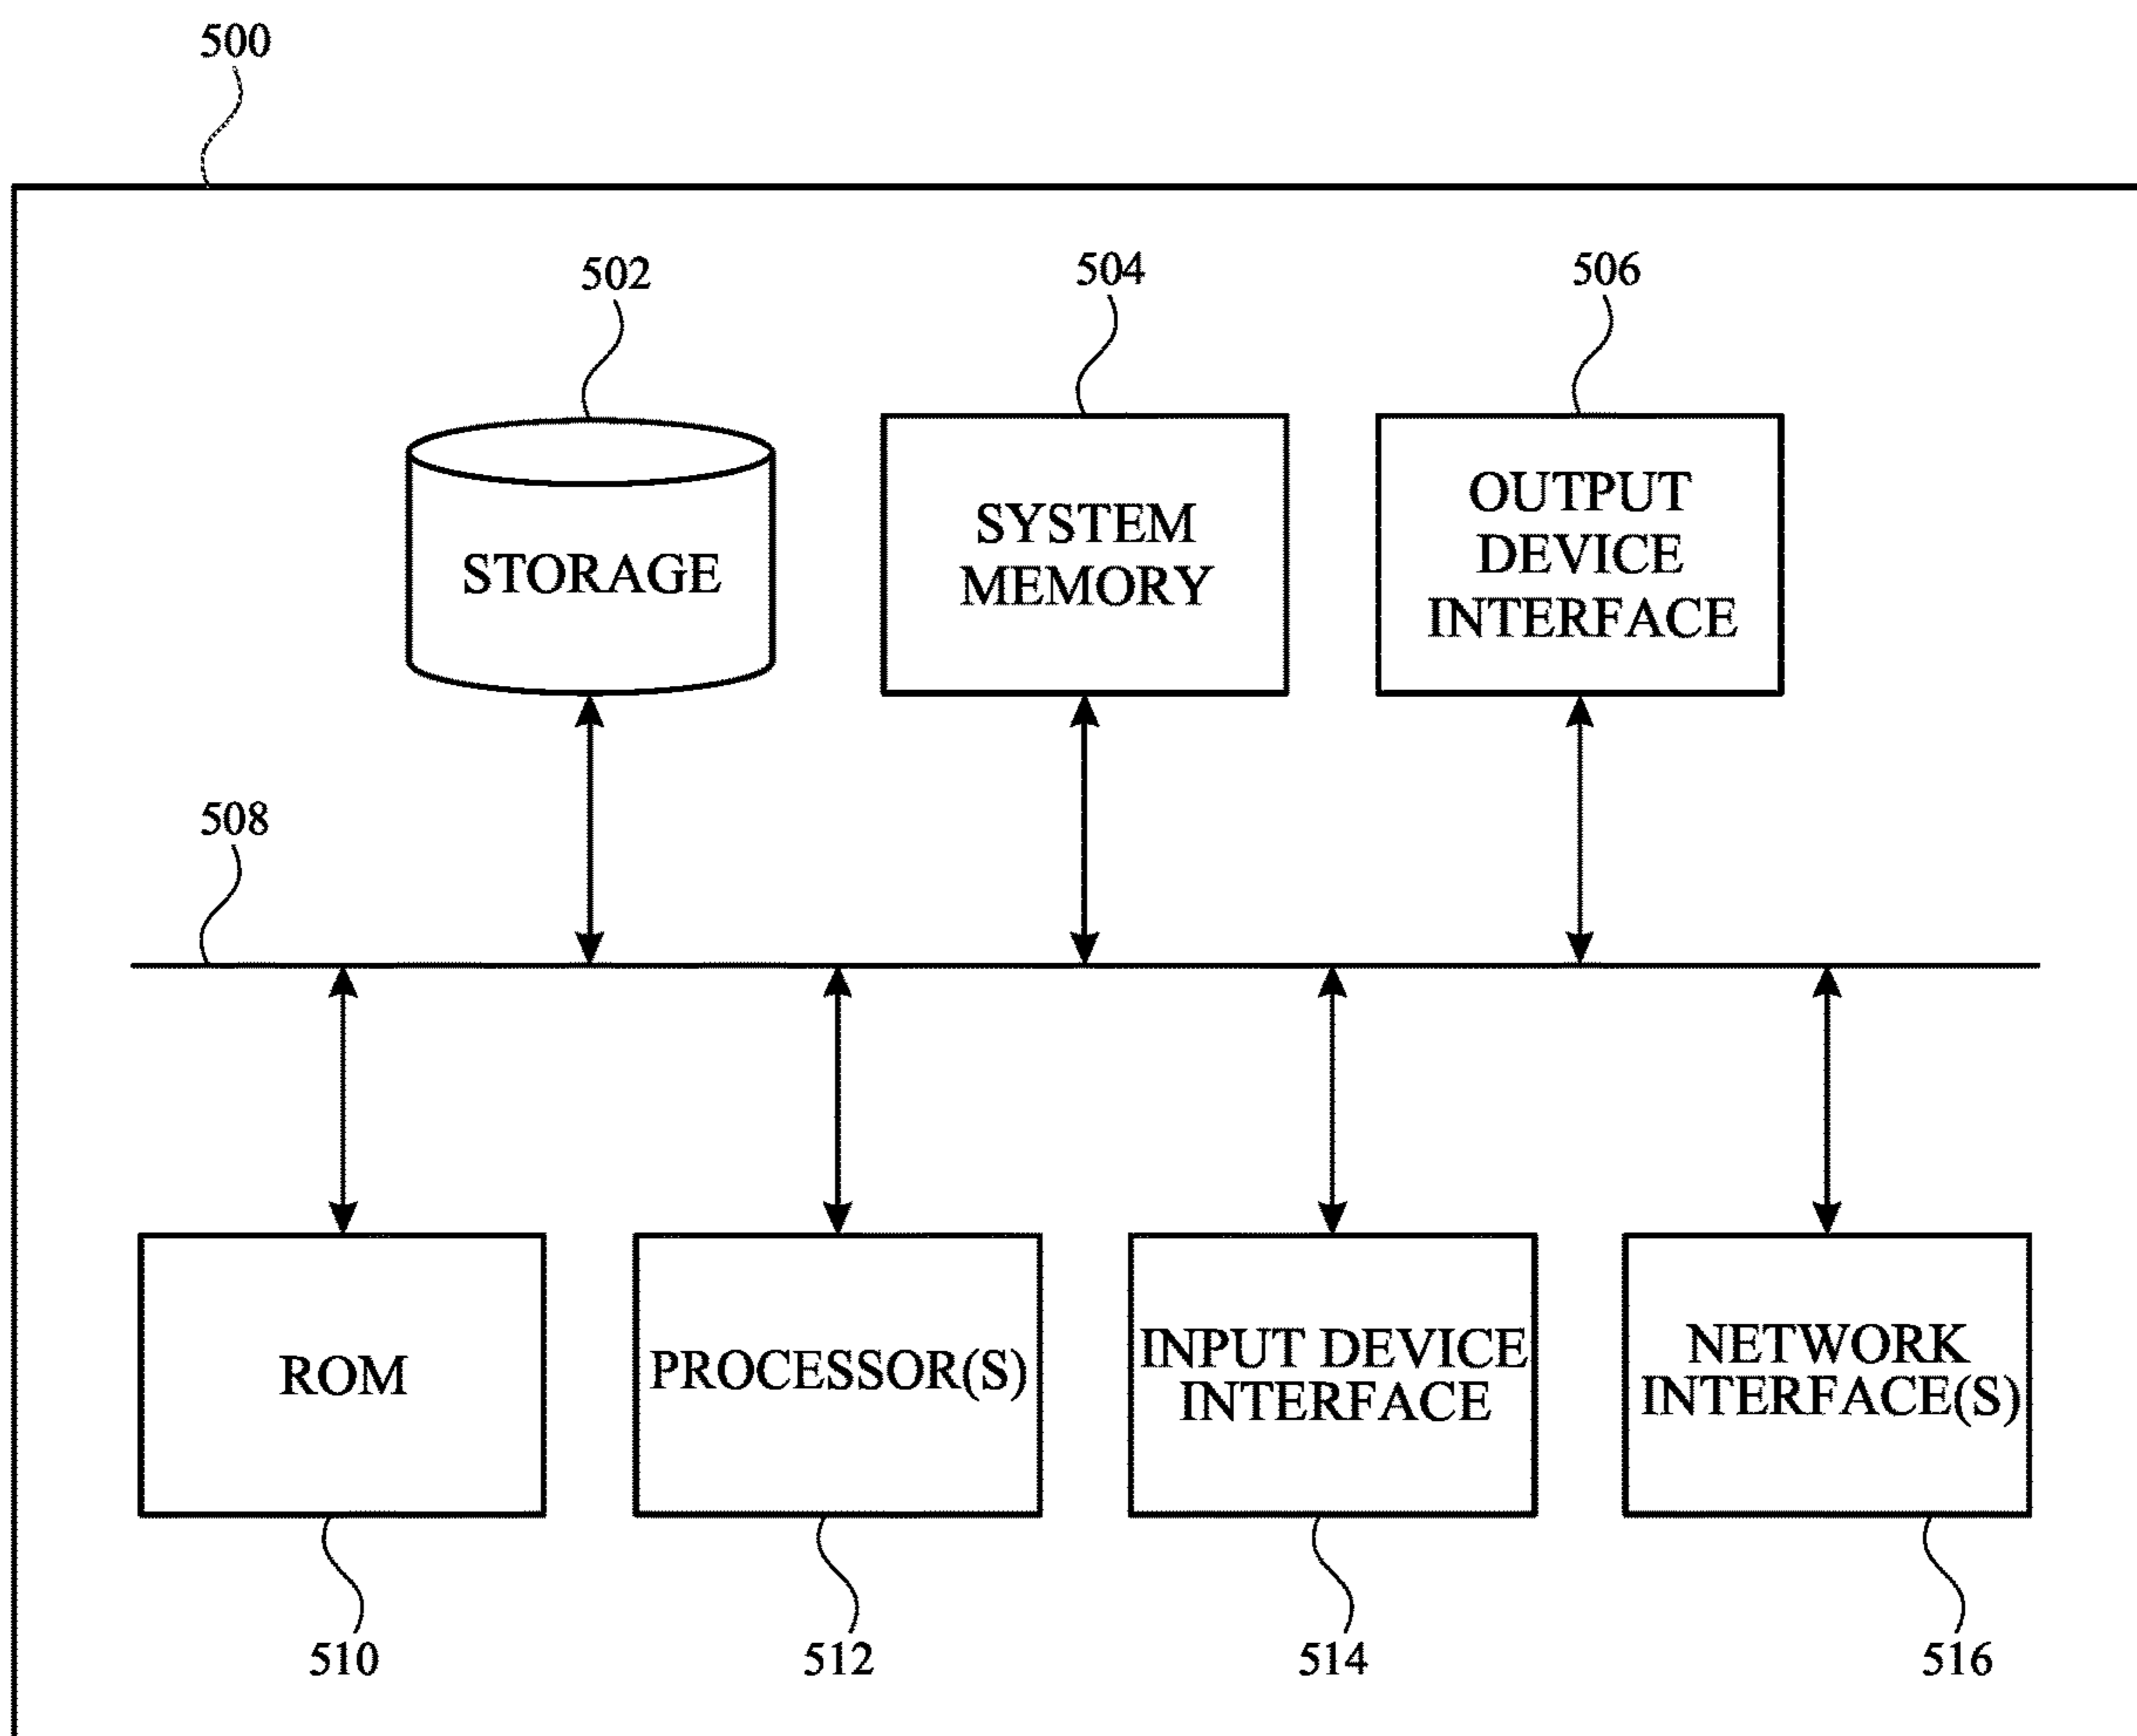 500
502
504
506
STORAGE
SYSTEM
MEMORY
OUTPUT
DEVICE
INTERFACE
508
ROM
PROCESSOR(S)
INPUT DEVICE
INTERFACE
NETWORK
INTERFACE(S)
510
512
514
516